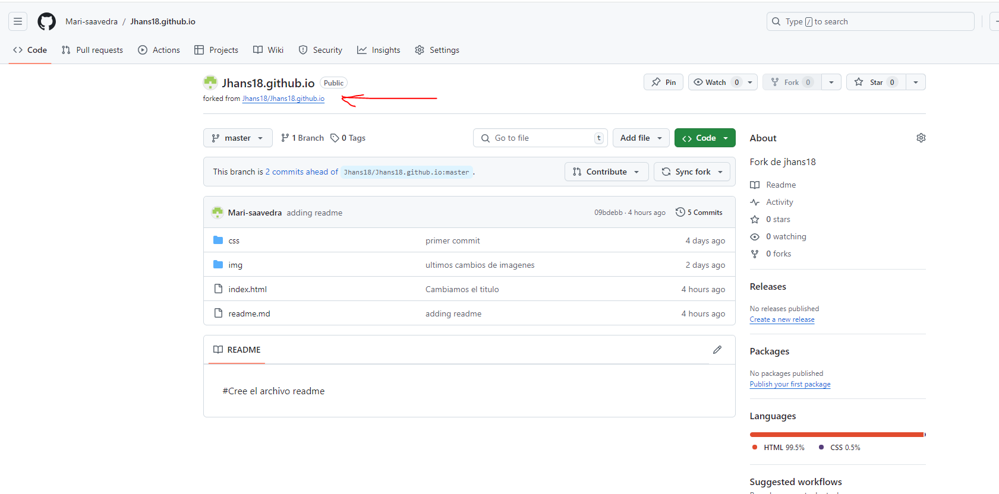 Mari-saavedra / Jhans18.github.io
Type / to search
Code Pull requests Actions Projects Wiki Security Insights Settings
Jhans18.github.io Public
Pin Watch 0 Fork 0 Star 0
forked from Jhans18/Jhans18.github.io
master 1 Branch 0 Tags Go to file t Add file Code
This branch is 2 commits ahead of Jhans18/Jhans18.github.io:master .
Contribute Sync fork
Mari-saavedra adding readme 09bdebb · 4 hours ago 5 Commits
css primer commit 4 days ago
img ultimos cambios de imagenes 2 days ago
index.html Cambiamos el titulo 4 hours ago
readme.md adding readme 4 hours ago
README
#Cree el archivo readme
About
Fork de jhans18
Readme
Activity
0 stars
0 watching
0 forks
Releases
No releases published
Create a new release
Packages
No packages published
Publish your first package
Languages
HTML 99.5% CSS 0.5%
Suggested workflows